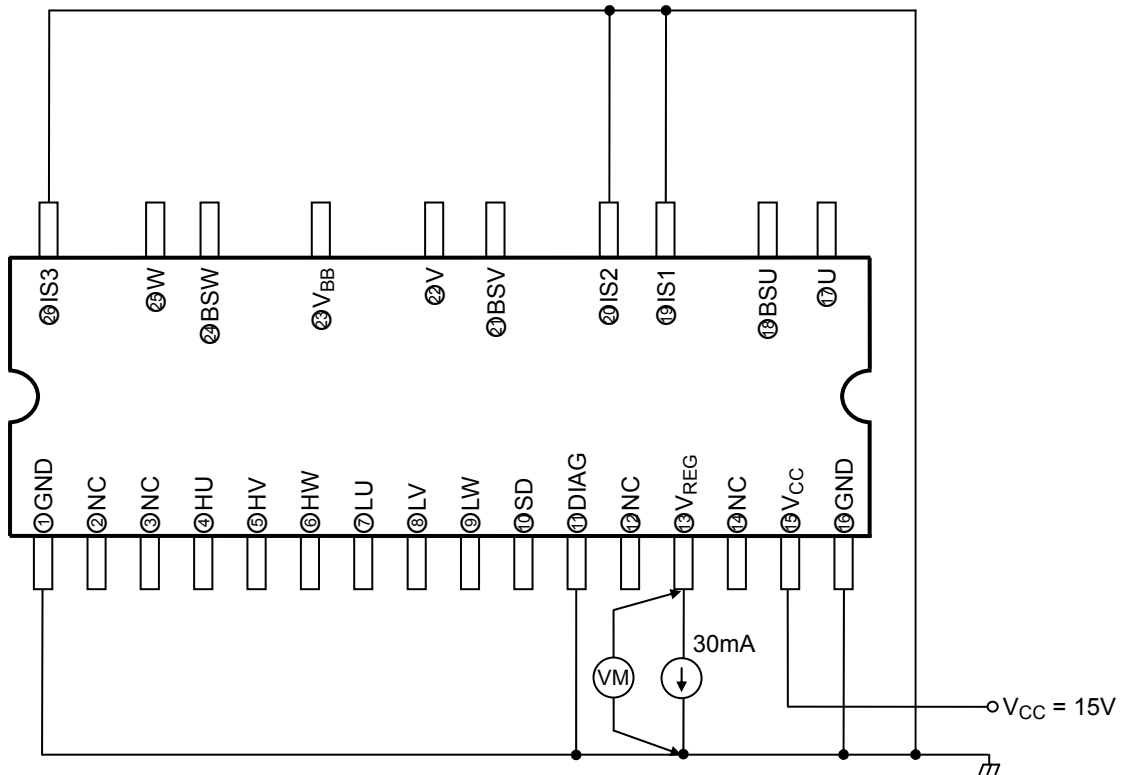 ㉖IS3
㉕W
㉔BSW
㉓VBB
㉒V
㉑BSV
⑳IS2
⑲IS1
⑱BSU
⑰U
①GND
②NC
③NC
④HU
⑤HV
⑥HW
⑦LU
⑧LV
⑨LW
⑩SD
⑪DIAG
⑫NC
⑬VREG
⑭NC
⑮VCC
⑯GND
30mA
VM
VCC = 15V